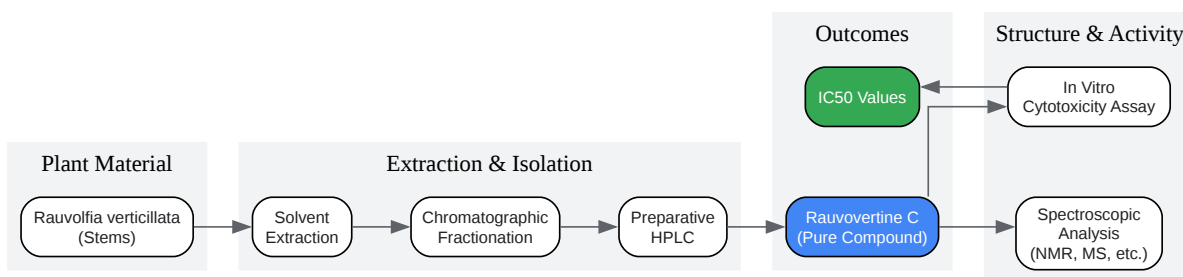 Plant Material
Rauvolfia verticillata
(Stems)
Extraction & Isolation
Solvent
Extraction
Chromatographic
Fractionation
Preparative
HPLC
Outcomes
IC50 Values
Rauvovertine C
(Pure Compound)
Structure & Activity
In Vitro
Cytotoxicity Assay
Spectroscopic
Analysis
(NMR, MS, etc.)